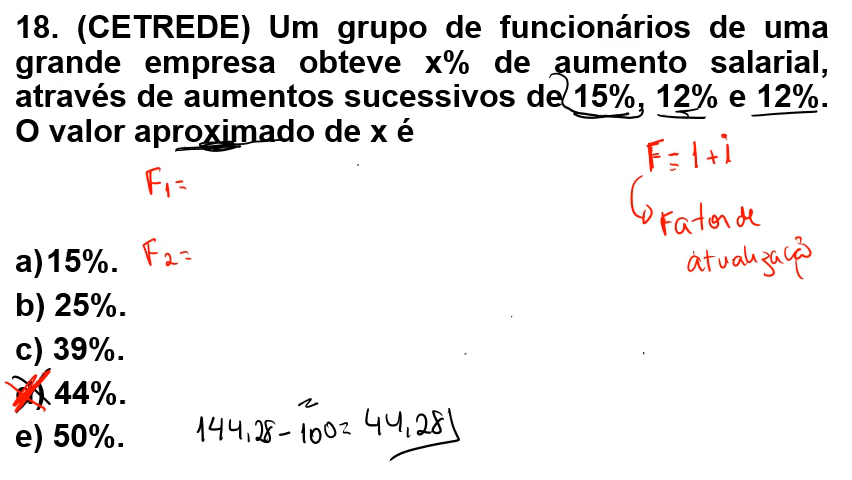 18. (CETREDE) Um grupo de funcionários de uma
grande empresa obteve x% de aumento salarial,
através de aumentos sucessivos de 15%, 12% e 12%.
O valor aproximado de x é
F = 1 + i
F1 =
Fator de
atualização
F2 =
a) 15%.
b) 25%.
c) 39%.
d) 44%.
144,28 - 100 = 44,28
e) 50%.